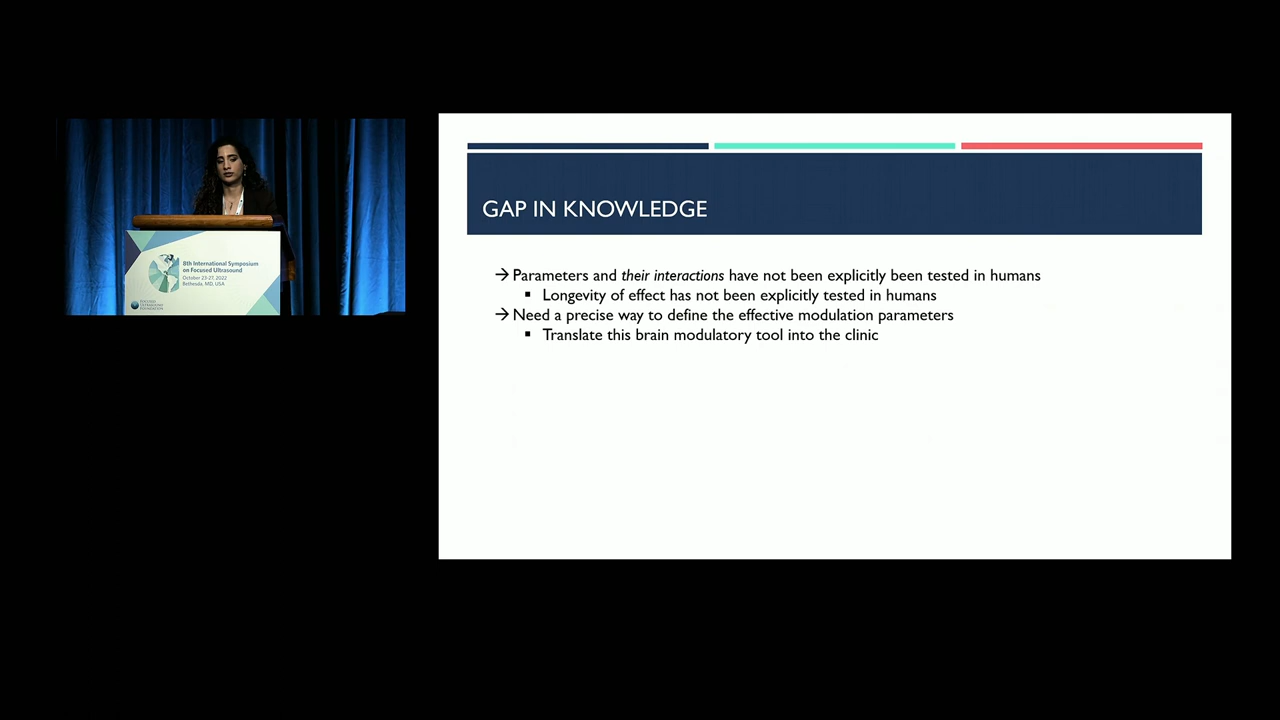 8th International Symposium
on Focused Ultrasound
October 23-27, 2022
Bethesda, MD, USA
FOCUSED
ULTRASOUND
FOUNDATION
GAP IN KNOWLEDGE
→ Parameters and their interactions have not been explicitly been tested in humans
▪ Longevity of effect has not been explicitly tested in humans
→ Need a precise way to define the effective modulation parameters
▪ Translate this brain modulatory tool into the clinic